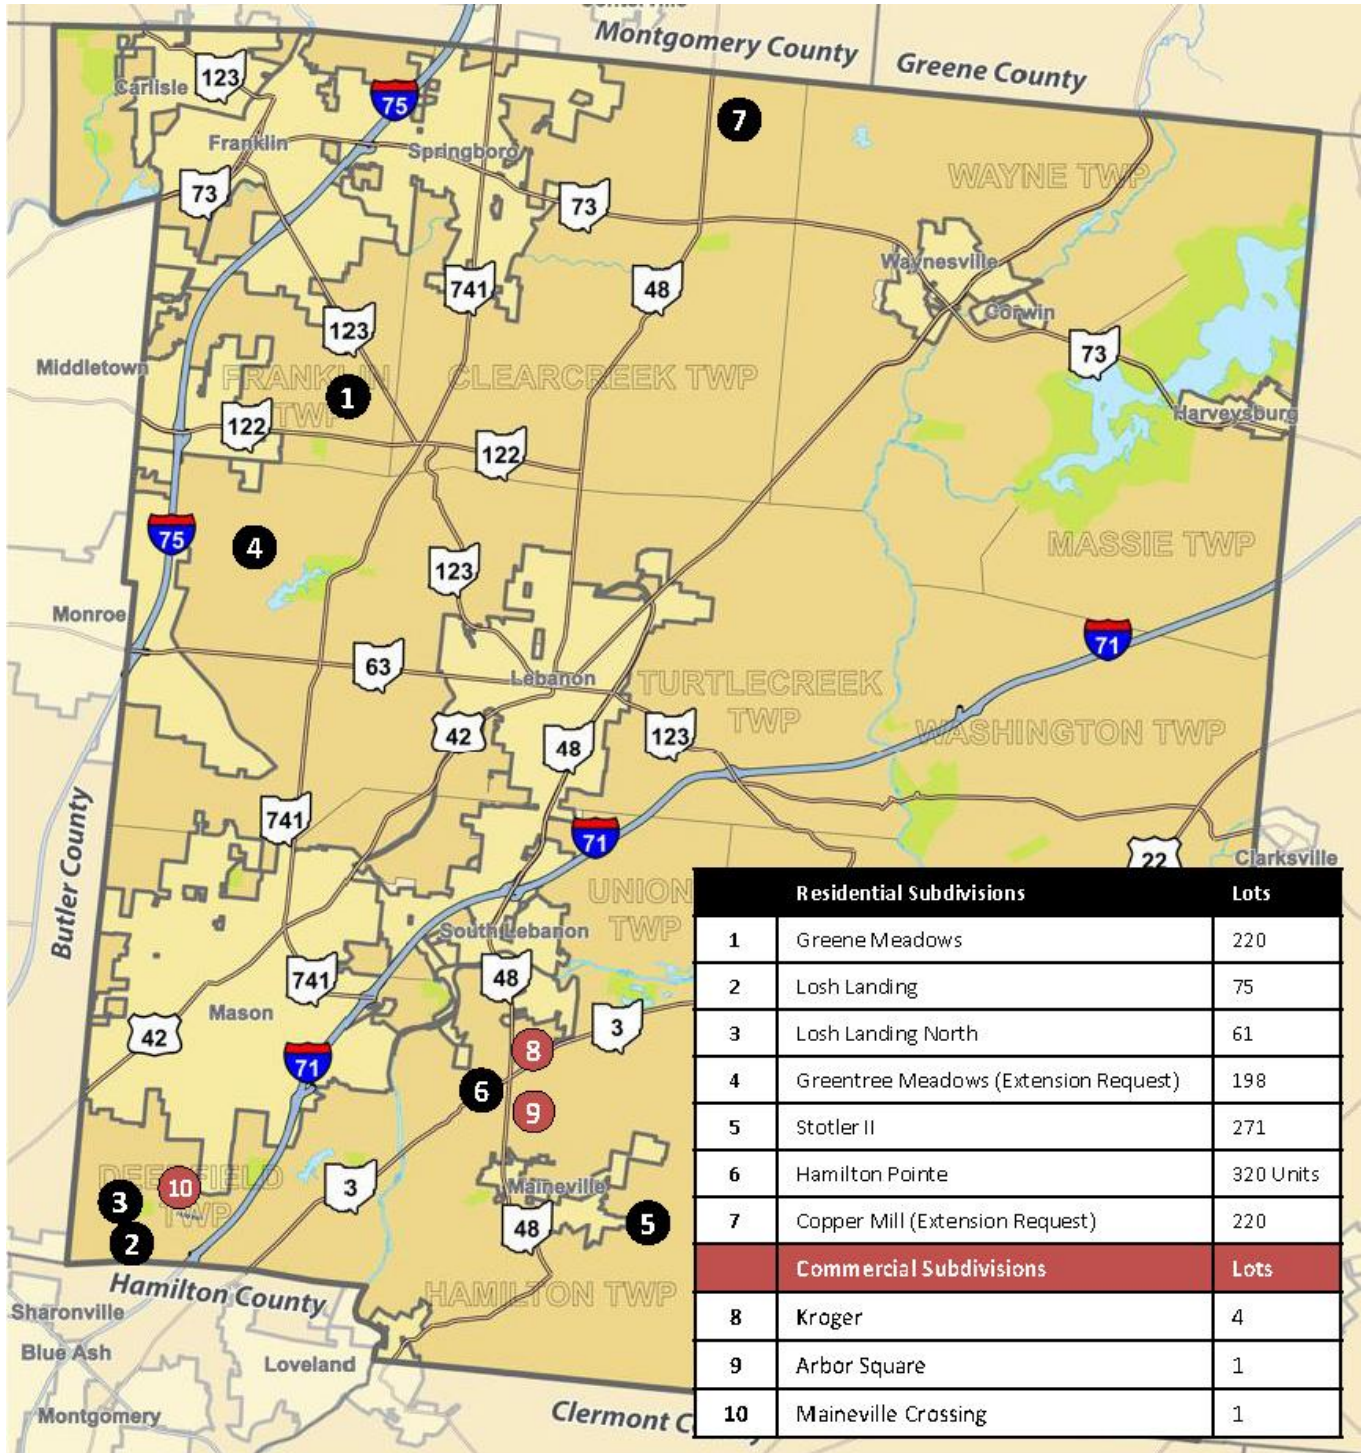 Montgomery County
Greene County
123
Carlisle
75
7
Franklin
Springboro
73
73
WAYNE TWP
741
48
Waynesville
Corwin
123
73
Middletown
FRANKLIN
TWP
1
CLEARCREEK TWP
Harveysburg
122
122
75
4
123
MASSIE TWP
Monroe
63
71
Lebanon
TURTLECREEK
TWP
42
48
123
WASHINGTON TWP
741
71
22
Clarksville
Butler County
UNION
TWP
South Lebanon
741
48
Mason
42
3
71
8
6
9
DEERFIELD
TWP
10
3
2
3
Maineville
48
5
Hamilton County
HAMILTON TWP
Sharonville
Blue Ash
Loveland
Montgomery
Clermont C
Residential Subdivisions Lots
1 Greene Meadows 220
2 Losh Landing 75
3 Losh Landing North 61
4 Greentree Meadows (Extension Request) 198
5 Stotler II 271
6 Hamilton Pointe 320 Units
7 Copper Mill (Extension Request) 220
Commercial Subdivisions Lots
8 Kroger 4
9 Arbor Square 1
10 Maineville Crossing 1